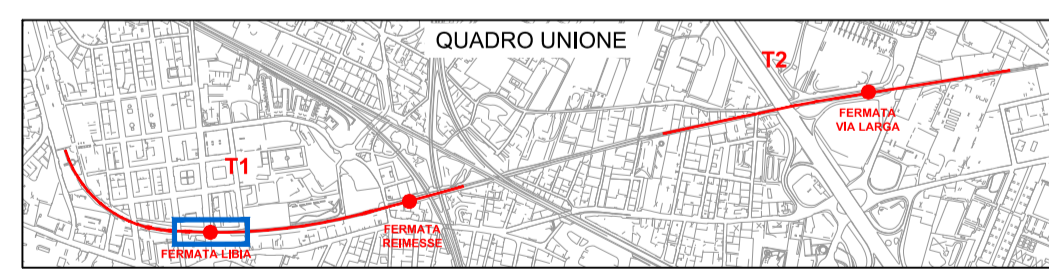 QUADRO UNIONE
T2
FERMATA
VIA LARGA
T1
FERMATA
REIMESSE
FERMATA LIBIA